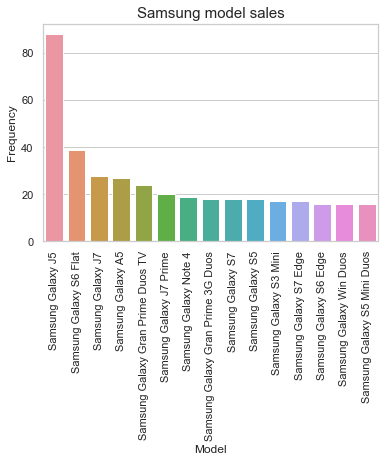 Samsung model sales
Frequency
80
60
40
20
0
Samsung Galaxy J5
Samsung Galaxy S6 Flat
Samsung Galaxy J7
Samsung Galaxy A5
Samsung Galaxy Gran Prime Duos TV
Samsung Galaxy J7 Prime
Samsung Galaxy Note 4
Samsung Galaxy Gran Prime 3G Duos
Samsung Galaxy S7
Samsung Galaxy S5
Samsung Galaxy S3 Mini
Samsung Galaxy S7 Edge
Samsung Galaxy S6 Edge
Samsung Galaxy Win Duos
Samsung Galaxy S5 Mini Duos
Model